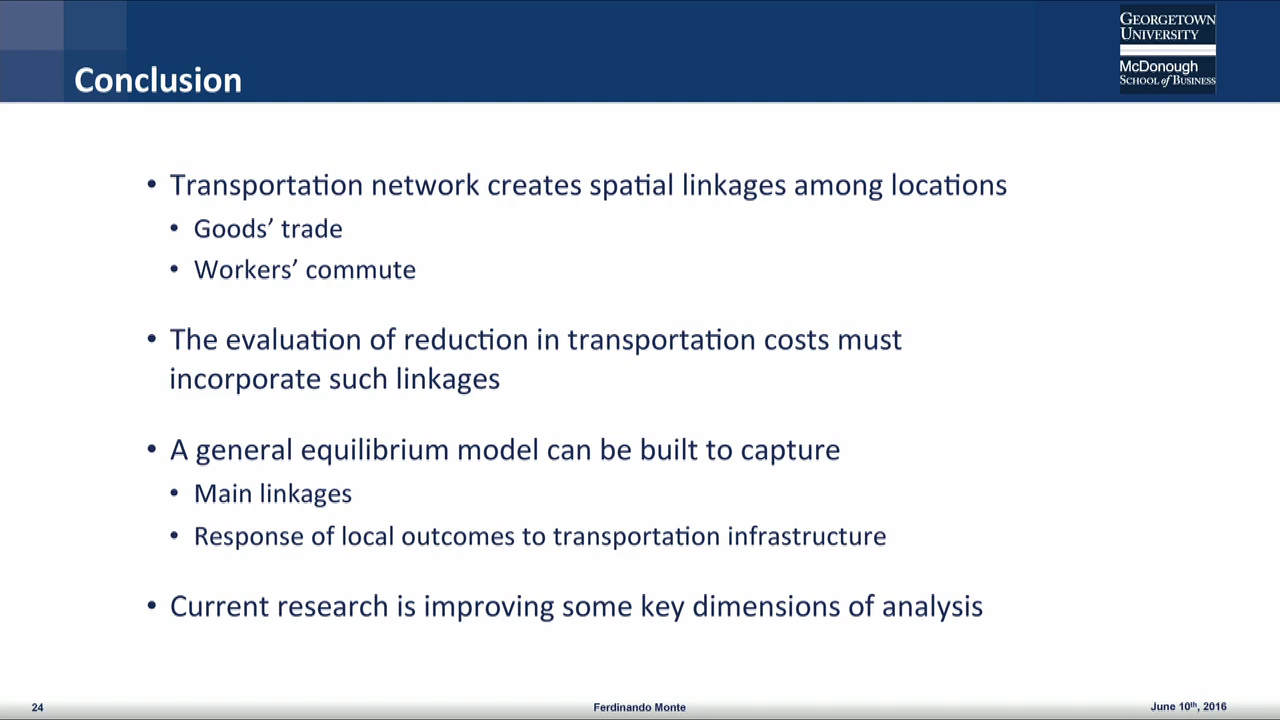 GEORGETOWN
UNIVERSITY
McDonough
SCHOOL of BUSINESS
Conclusion
• Transportation network creates spatial linkages among locations
• Goods’ trade
• Workers’ commute
• The evaluation of reduction in transportation costs must
incorporate such linkages
• A general equilibrium model can be built to capture
• Main linkages
• Response of local outcomes to transportation infrastructure
• Current research is improving some key dimensions of analysis
24
Ferdinando Monte
June 10th, 2016